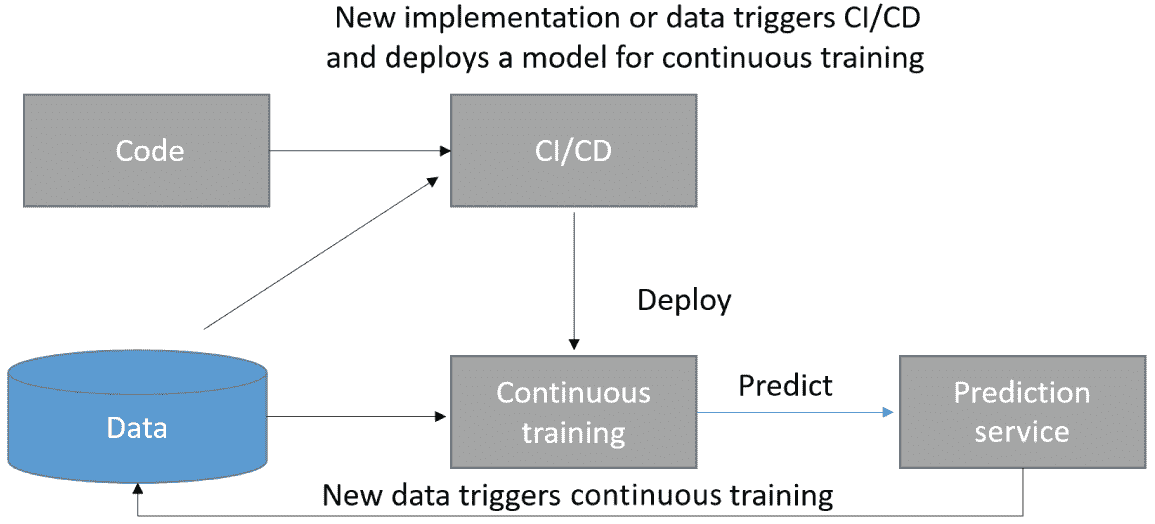 New implementation or data triggers CI/CD
and deploys a model for continuous training
Code
CI/CD
Deploy
Data
Continuous
training
Predict
Prediction
service
New data triggers continuous training